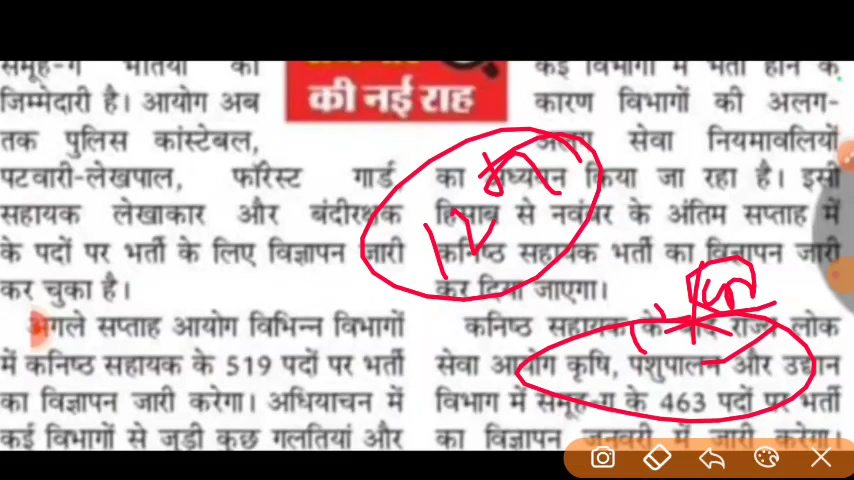 समूह-ग भर्तियों की
जिम्मेदारी है। आयोग अब
तक पुलिस कांस्टेबल,
पटवारी-लेखपाल, फॉरेस्ट गार्ड,
सहायक लेखाकार और बंदीरक्षक
के पदों पर भर्ती के लिए विज्ञापन जारी
कर चुका है।
अगले सप्ताह आयोग विभिन्न विभागों
में कनिष्ठ सहायक के 519 पदों पर भर्ती
का विज्ञापन जारी करेगा। अधियाचन में
कई विभागों से जुड़ी कुछ गलतियां और
की नई राह
कई विभागों में भर्ती होने के
कारण विभागों की अलग-
अलग सेवा नियमावलियों
का अध्ययन किया जा रहा है। इसी
हिसाब से नवंबर के अंतिम सप्ताह में
कनिष्ठ सहायक भर्ती का विज्ञापन जारी
कर दिया जाएगा।
कनिष्ठ सहायक के बाद राज्य लोक
सेवा आयोग कृषि, पशुपालन और उद्यान
विभाग में समूह-ग के 463 पदों पर भर्ती
का विज्ञापन जनवरी में जारी करेगा।
12